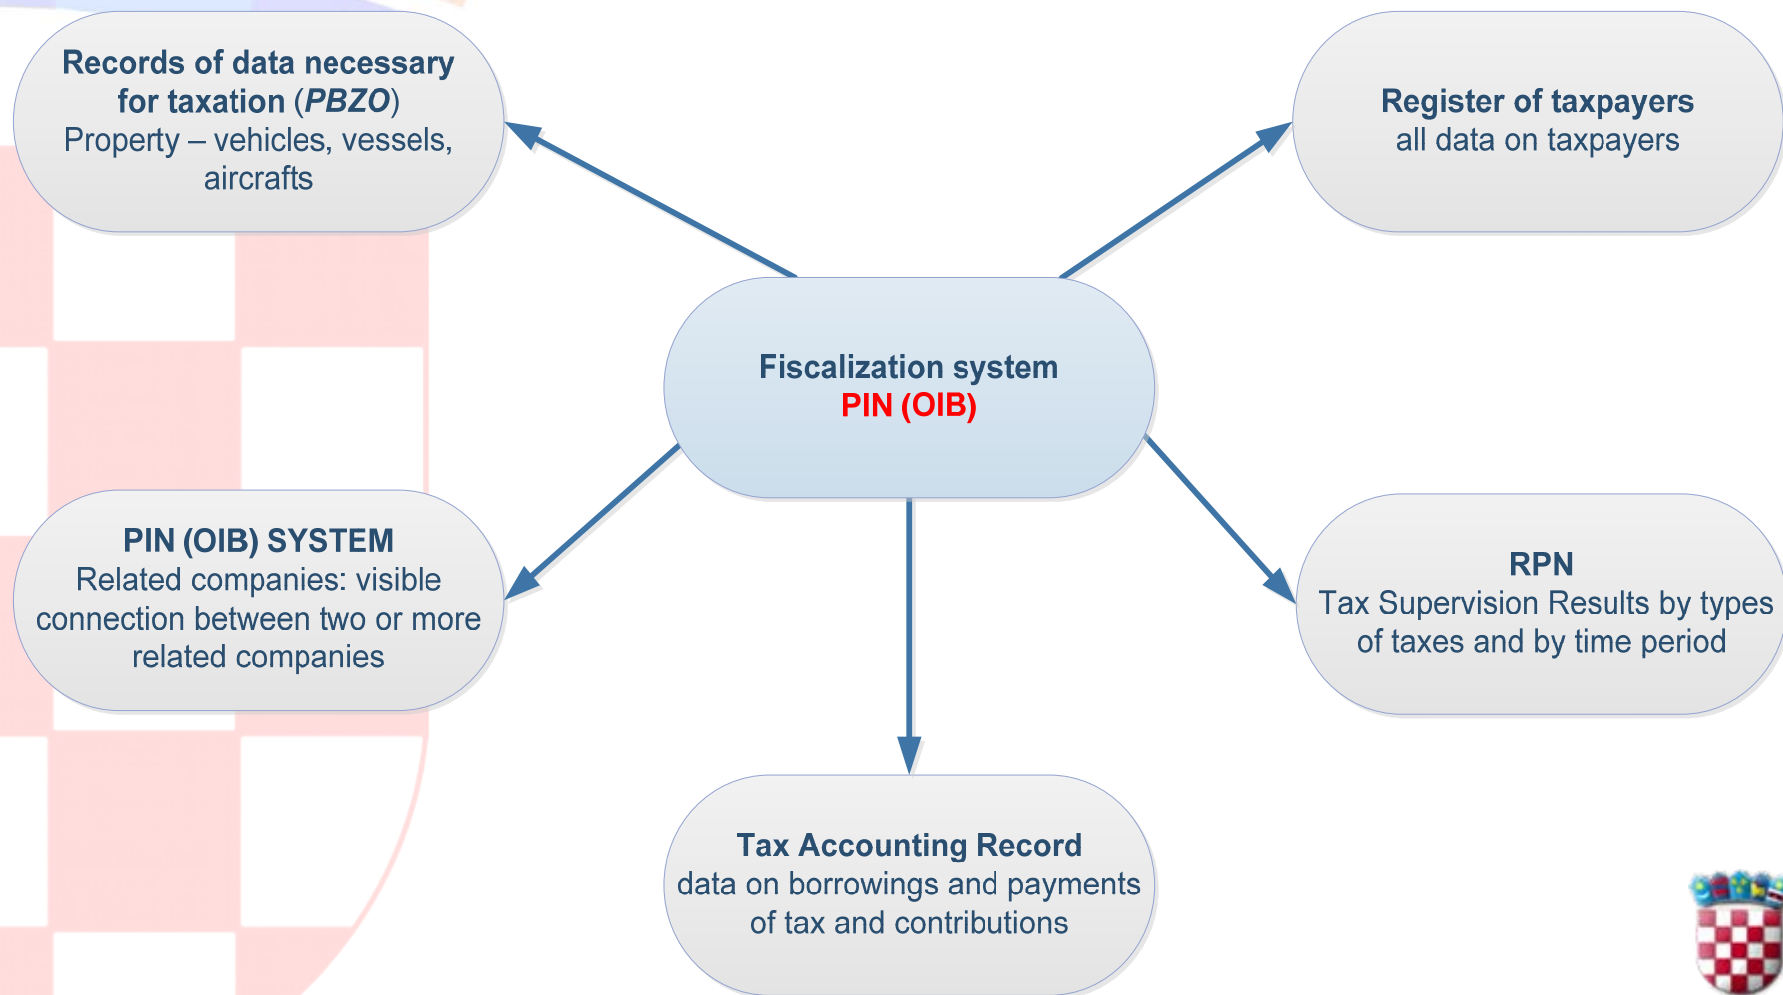 Records of data necessary
for taxation (PBZO)
Property – vehicles, vessels,
aircrafts
Register of taxpayers
all data on taxpayers
Fiscalization system
PIN (OIB)
PIN (OIB) SYSTEM
Related companies: visible
connection between two or more
related companies
RPN
Tax Supervision Results by types
of taxes and by time period
Tax Accounting Record
data on borrowings and payments
of tax and contributions